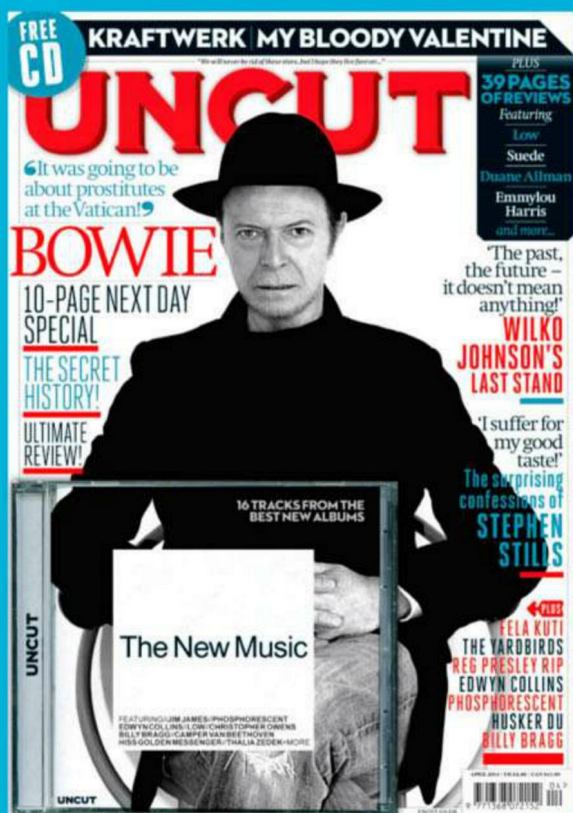 FREE
CD
KRAFTWERK | MY BLOODY VALENTINE
UNCUT
PLUS
39 PAGES
OF REVIEWS
Featuring
Low
Suede
Duane Allman
Emmylou
Harris
and more...
‘It was going to be
about prostitutes
at the Vatican!’
BOWIE
10-PAGE NEXT DAY
SPECIAL
THE SECRET
HISTORY!
ULTIMATE
REVIEW!
‘The past,
the future –
it doesn't mean
anything!’
WILKO
JOHNSON'S
LAST STAND
‘I suffer for
my good
taste!’
The surprising
confessions of
STEPHEN
STILLS
PLUS
FELA KUTI
THE YARDBIRDS
REG PRESLEY RIP
EDWYN COLLINS
PHOSPHORESCENT
HUSKER DU
BILLY BRAGG
16 TRACKS FROM THE
BEST NEW ALBUMS
UNCUT
The New Music
FEATURING//JIM JAMES//PHOSPHORESCENT
EDWYN COLLINS//LOW//CHRISTOPHER OWENS
BILLY BRAGG//CAMPER VAN BEETHOVEN
HISS GOLDEN MESSENGER//THALIA ZEDEK+MORE
UNCUT
04
9 771368 072152